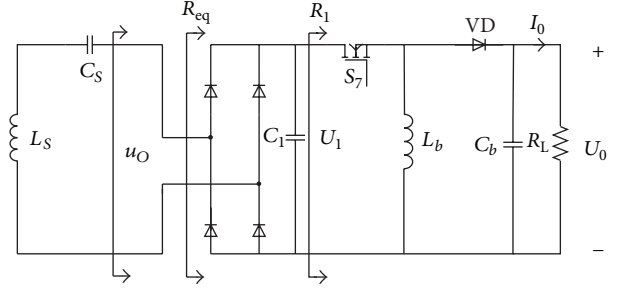 R_eq R_1 VD I_0
C_S S_7 +
L_S u_O C_1 U_1 L_b C_b R_L U_0
−